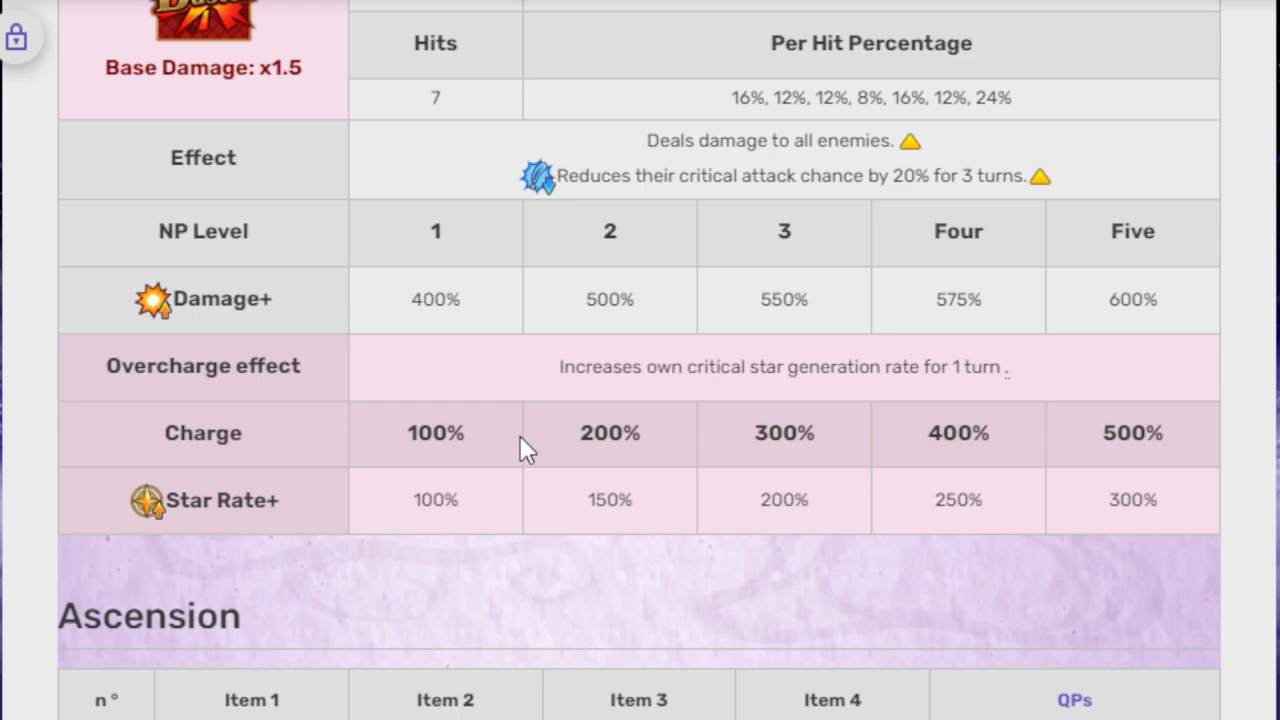 Base Damage: x1.5
Hits Per Hit Percentage
7 16%, 12%, 12%, 8%, 16%, 12%, 24%
Effect
Deals damage to all enemies.
Reduces their critical attack chance by 20% for 3 turns.
NP Level 1 2 3 Four Five
Damage+ 400% 500% 550% 575% 600%
Overcharge effect Increases own critical star generation rate for 1 turn .
Charge 100% 200% 300% 400% 500%
Star Rate+ 100% 150% 200% 250% 300%
Ascension
n° Item 1 Item 2 Item 3 Item 4 QPs